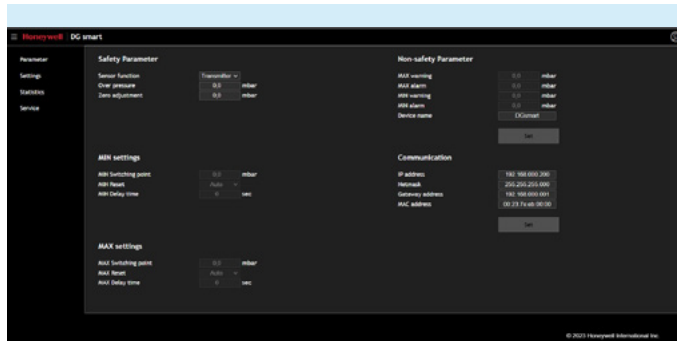 Honeywell DG smart
Parameter
Settings
Statistics
Service
Safety Parameter
Sensor function Transmitter
Over pressure 0,0 mbar
Zero adjustment 0,0 mbar
MIN settings
MIN Switching point 0,0 mbar
MIN Reset Auto
MIN Delay time 0 sec
MAX settings
MAX Switching point 0,0 mbar
MAX Reset Auto
MAX Delay time 0 sec
Non-safety Parameter
MAX warning 0,0 mbar
MAX alarm 0,0 mbar
MIN warning 0,0 mbar
MIN alarm 0,0 mbar
Device name DGsmart
Set
Communication
IP address 192.168.000.200
Netmask 255.255.255.000
Gateway address 192.168.000.001
MAC address
Set
© 2023 Honeywell International Inc.